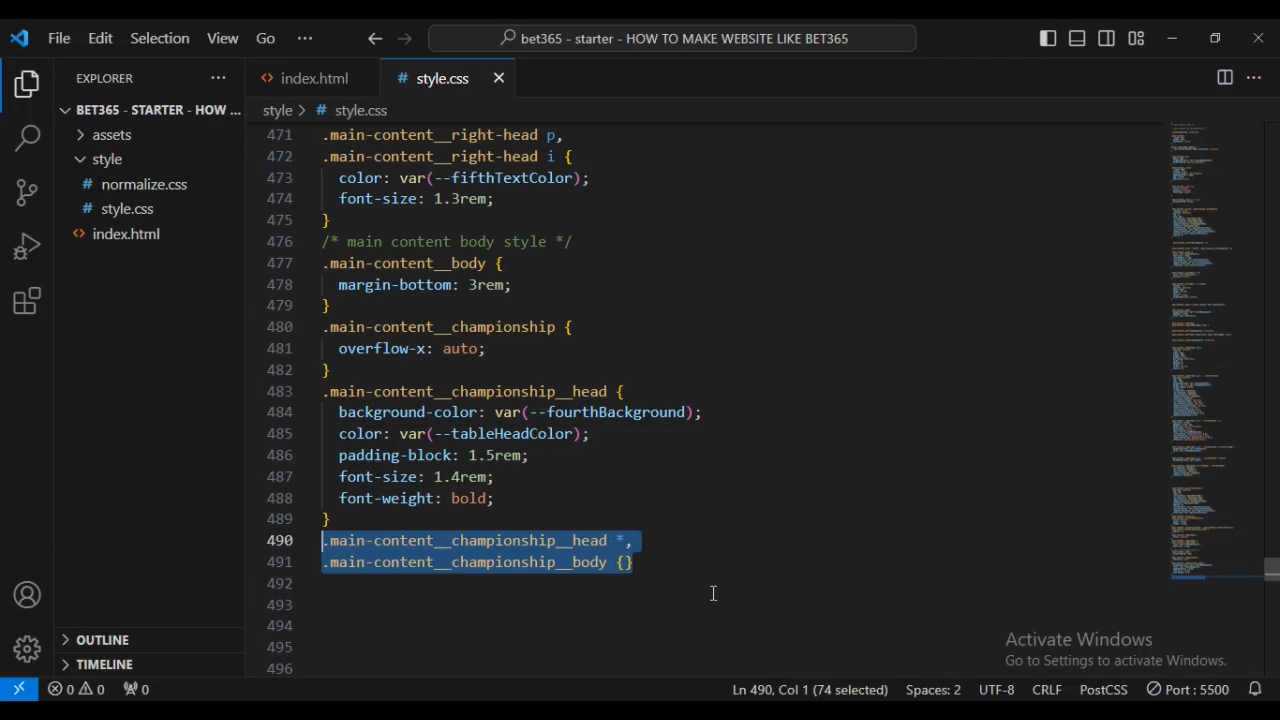 File Edit Selection View Go ··· bet365 - starter - HOW TO MAKE WEBSITE LIKE BET365
EXPLORER ···
index.html # style.css
BET365 - STARTER - HOW ...
assets
style
# normalize.css
# style.css
index.html
style > # style.css
471 .main-content__right-head p,
472 .main-content__right-head i {
473 color: var(--fifthTextColor);
474 font-size: 1.3rem;
475 }
476 /* main content body style */
477 .main-content__body {
478 margin-bottom: 3rem;
479 }
480 .main-content__championship {
481 overflow-x: auto;
482 }
483 .main-content__championship__head {
484 background-color: var(--fourthBackground);
485 color: var(--tableHeadColor);
486 padding-block: 1.5rem;
487 font-size: 1.4rem;
488 font-weight: bold;
489 }
490 .main-content__championship__head *,
491 .main-content__championship__body {}
492
493
494
495
496
OUTLINE
TIMELINE
Activate Windows
Go to Settings to activate Windows.
0 0 0 Ln 490, Col 1 (74 selected) Spaces: 2 UTF-8 CRLF PostCSS Port : 5500